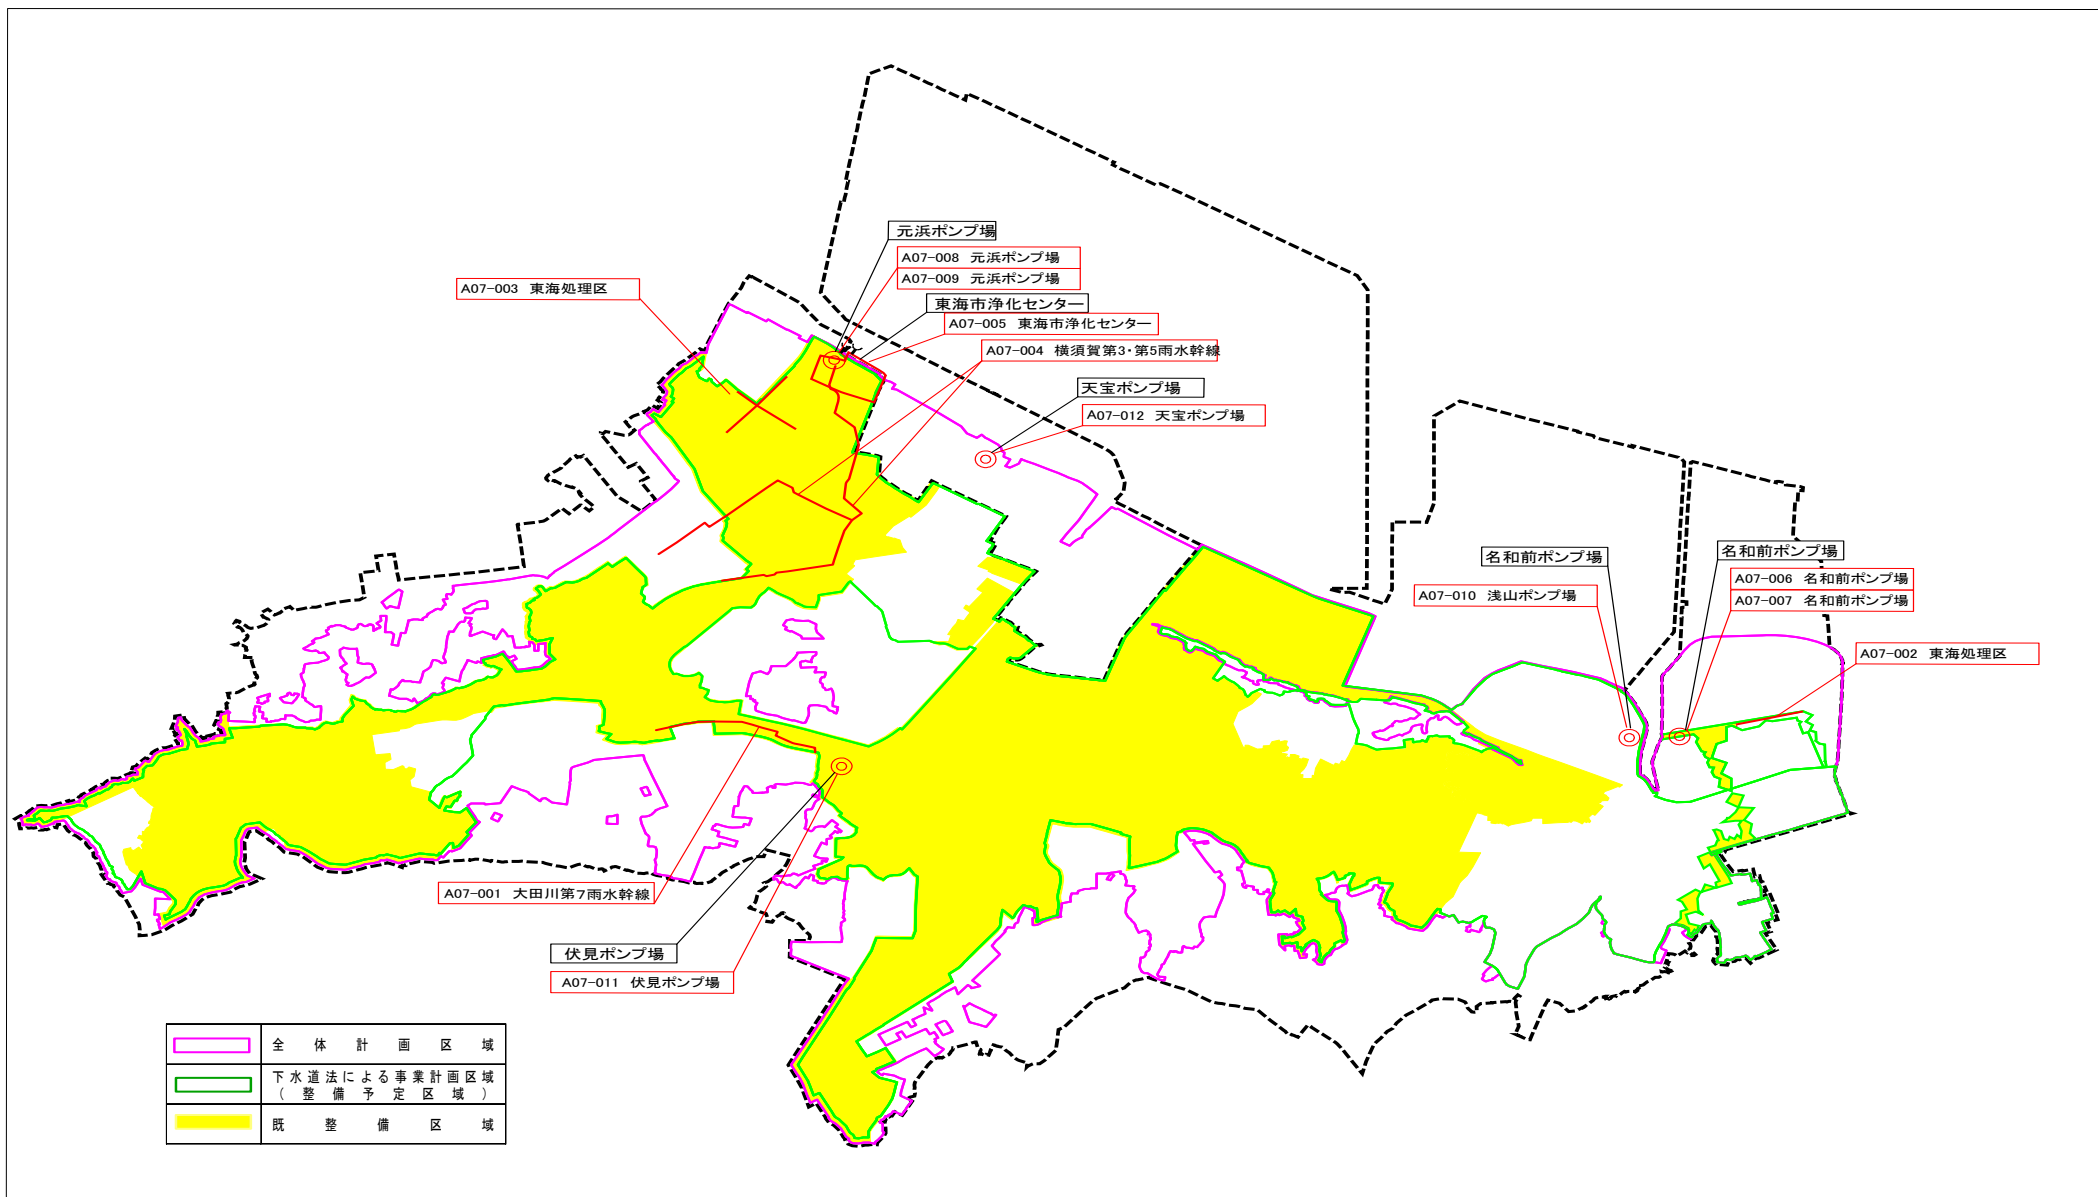 元浜ポンプ場
A07-008 元浜ポンプ場
A07-009 元浜ポンプ場
A07-003 東海処理区
東海市浄化センター
A07-005 東海市浄化センター
A07-004 横須賀第3・第5雨水幹線
天宝ポンプ場
A07-012 天宝ポンプ場
名和前ポンプ場
名和前ポンプ場
A07-006 名和前ポンプ場
A07-007 名和前ポンプ場
A07-010 浅山ポンプ場
A07-002 東海処理区
A07-001 大田川第7雨水幹線
伏見ポンプ場
A07-011 伏見ポンプ場
全体計画区域
下水道法による事業計画区域
(整備予定区域)
既整備区域